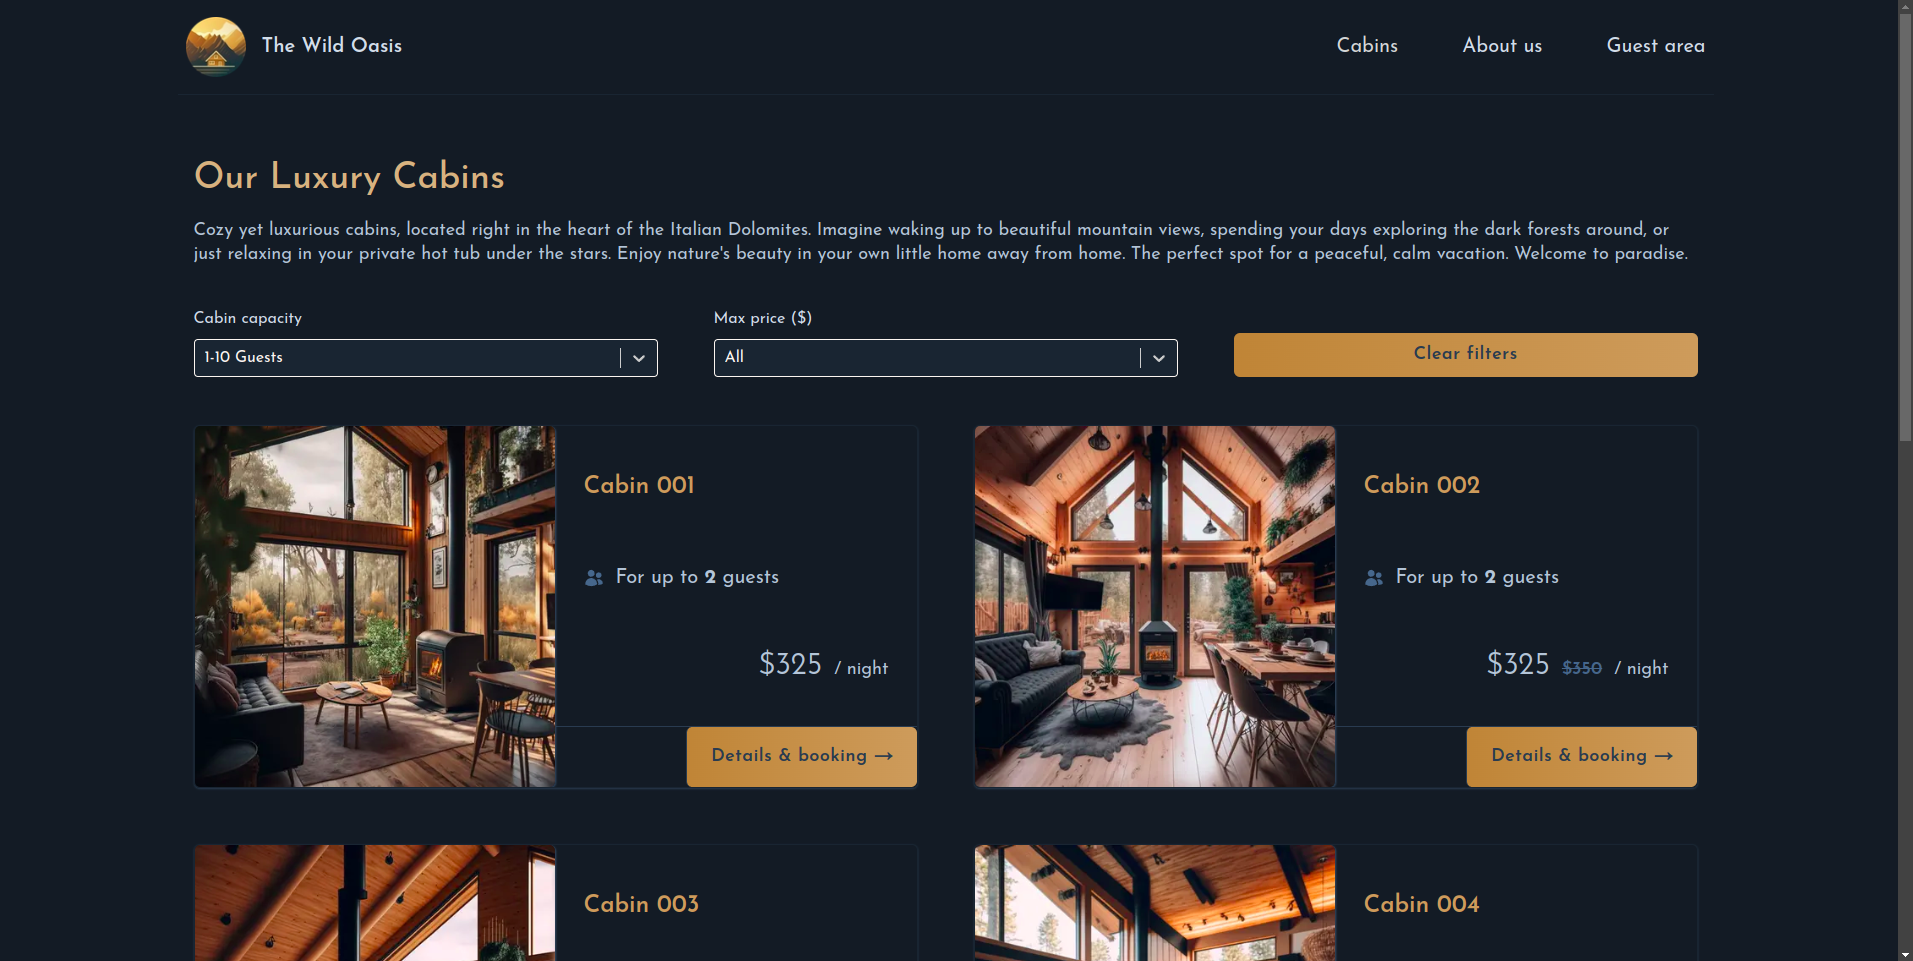 The Wild Oasis
Cabins
About us
Guest area
Our Luxury Cabins
Cozy yet luxurious cabins, located right in the heart of the Italian Dolomites. Imagine waking up to beautiful mountain views, spending your days exploring the dark forests around, or
just relaxing in your private hot tub under the stars. Enjoy nature's beauty in your own little home away from home. The perfect spot for a peaceful, calm vacation. Welcome to paradise.
Cabin capacity
1-10 Guests
Max price ($)
All
Clear filters
Cabin 001
For up to 2 guests
$325 / night
Details & booking →
Cabin 002
For up to 2 guests
$325 $350 / night
Details & booking →
Cabin 003
Cabin 004